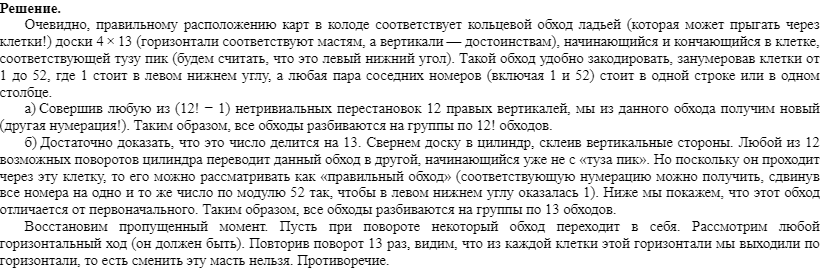 Решение.
Очевидно, правильному расположению карт в колоде соответствует кольцевой обход ладьей (которая может прыгать через
клетки!) доски 4 × 13 (горизонтали соответствуют мастям, а вертикали — достоинствам), начинающийся и кончающийся в клетке,
соответствующей тузу пик (будем считать, что это левый нижний угол). Такой обход удобно закодировать, занумеровав клетки от
1 до 52, где 1 стоит в левом нижнем углу, а любая пара соседних номеров (включая 1 и 52) стоит в одной строке или в одном
столбце.
а) Совершив любую из (12! − 1) нетривиальных перестановок 12 правых вертикалей, мы из данного обхода получим новый
(другая нумерация!). Таким образом, все обходы разбиваются на группы по 12! обходов.
б) Достаточно доказать, что это число делится на 13. Свернем доску в цилиндр, склеив вертикальные стороны. Любой из 12
возможных поворотов цилиндра переводит данный обход в другой, начинающийся уже не с «туза пик». Но поскольку он проходит
через эту клетку, то его можно рассматривать как «правильный обход» (соответствующую нумерацию можно получить, сдвинув
все номера на одно и то же число по модулю 52 так, чтобы в левом нижнем углу оказалась 1). Ниже мы покажем, что этот обход
отличается от первоначального. Таким образом, все обходы разбиваются на группы по 13 обходов.
Восстановим пропущенный момент. Пусть при повороте некоторый обход переходит в себя. Рассмотрим любой
горизонтальный ход (он должен быть). Повторив поворот 13 раз, видим, что из каждой клетки этой горизонтали мы выходили по
горизонтали, то есть сменить эту масть нельзя. Противоречие.